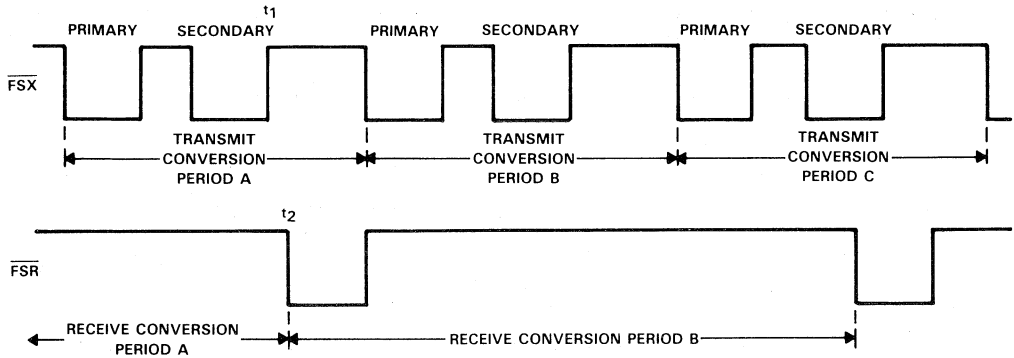 PRIMARY SECONDARY t1 PRIMARY SECONDARY PRIMARY SECONDARY
FSX
TRANSMIT
CONVERSION
PERIOD A
TRANSMIT
CONVERSION
PERIOD B
TRANSMIT
CONVERSION
PERIOD C
t2
FSR
RECEIVE CONVERSION
PERIOD A
RECEIVE CONVERSION PERIOD B